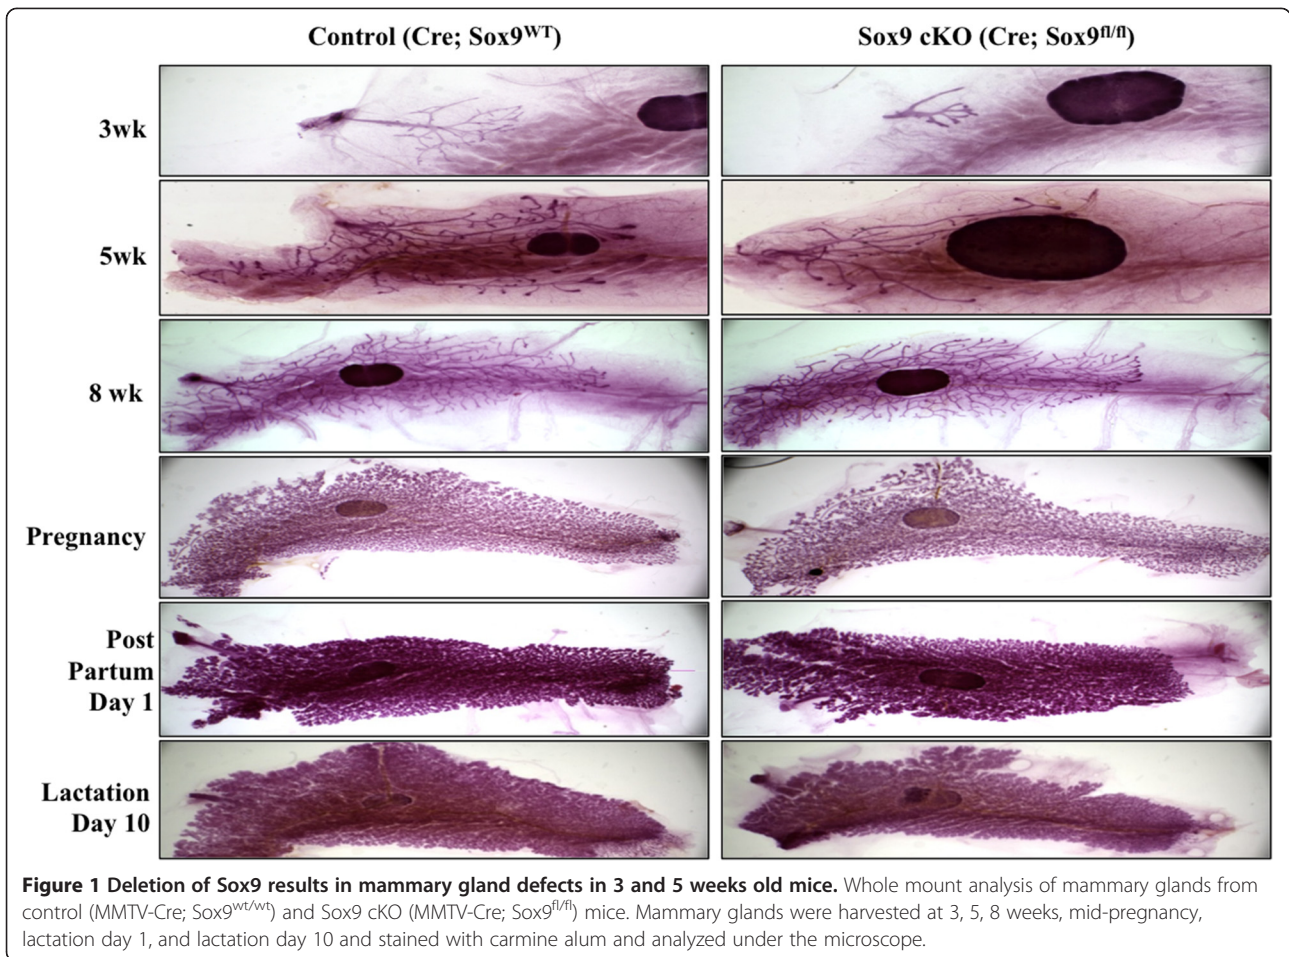 Control (Cre; Sox9WT)
Sox9 cKO (Cre; Sox9fl/fl)
3wk
5wk
8 wk
Pregnancy
Post
Partum
Day 1
Lactation
Day 10
Figure 1 Deletion of Sox9 results in mammary gland defects in 3 and 5 weeks old mice. Whole mount analysis of mammary glands from
control (MMTV-Cre; Sox9wt/wt) and Sox9 cKO (MMTV-Cre; Sox9fl/fl) mice. Mammary glands were harvested at 3, 5, 8 weeks, mid-pregnancy,
lactation day 1, and lactation day 10 and stained with carmine alum and analyzed under the microscope.